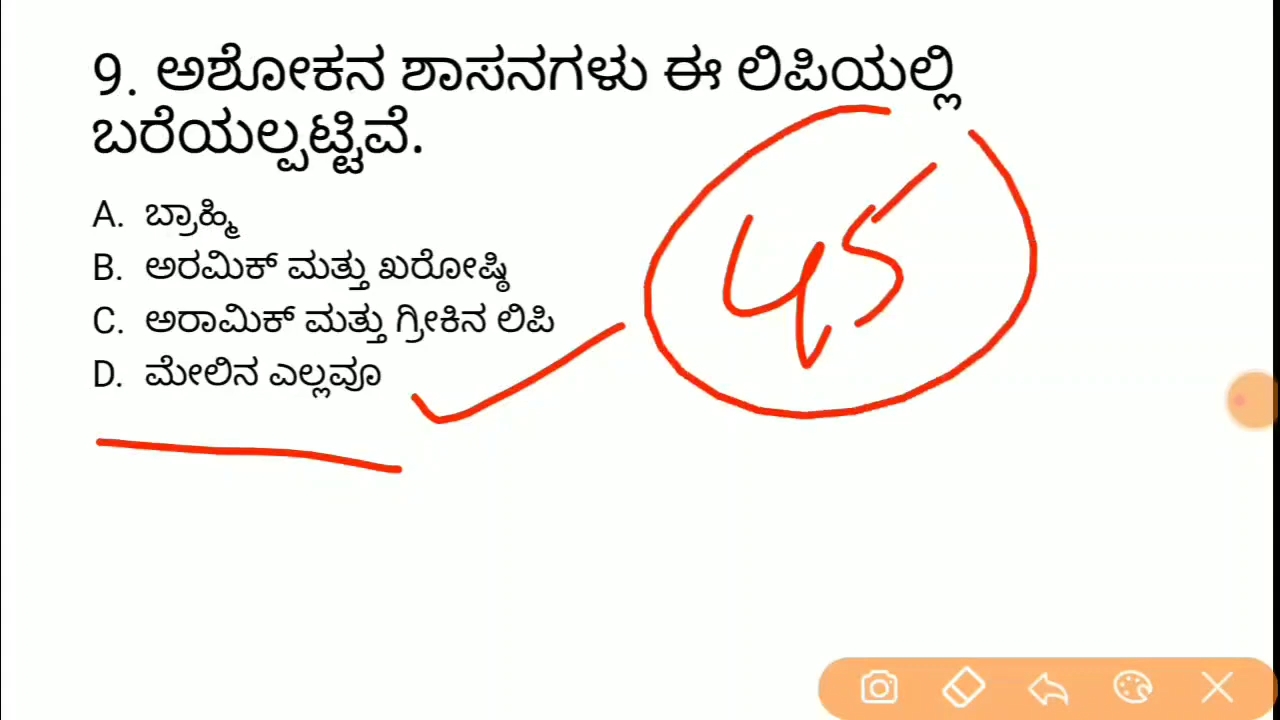 9. ಅಶೋಕನ ಶಾಸನಗಳು ಈ ಲಿಪಿಯಲ್ಲಿ
ಬರೆಯಲ್ಪಟ್ಟಿವೆ.
A. ಬ್ರಾಹ್ಮಿ
B. ಅರಮಿಕ್ ಮತ್ತು ಖರೋಷ್ಠಿ
C. ಅರಾಮಿಕ್ ಮತ್ತು ಗ್ರೀಕಿನ ಲಿಪಿ
D. ಮೇಲಿನ ಎಲ್ಲವೂ
45